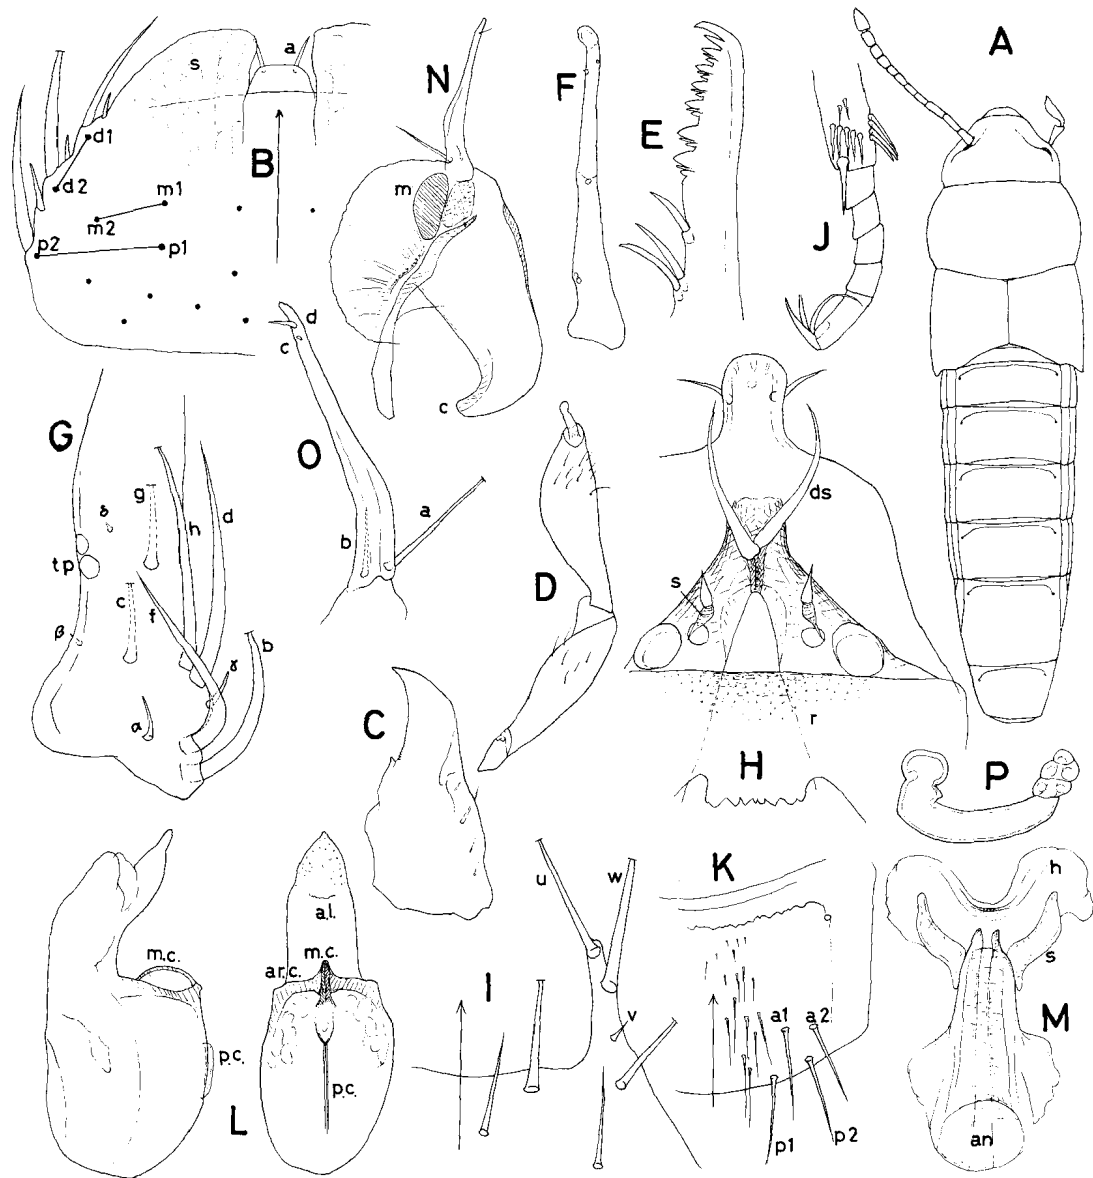 A
B
s
a
d1
d2
m1
m2
p2
p1
N
m
c
F
E
J
G
δ
g
h
d
tp
c
f
β
γ
b
α
O
d
c
b
a
D
C
H
ds
s
r
P
L
m.c.
p.c.
a.l.
m.c.
ar.c.
p.c.
I
u
w
v
K
a1
a2
p1
p2
M
h
s
an